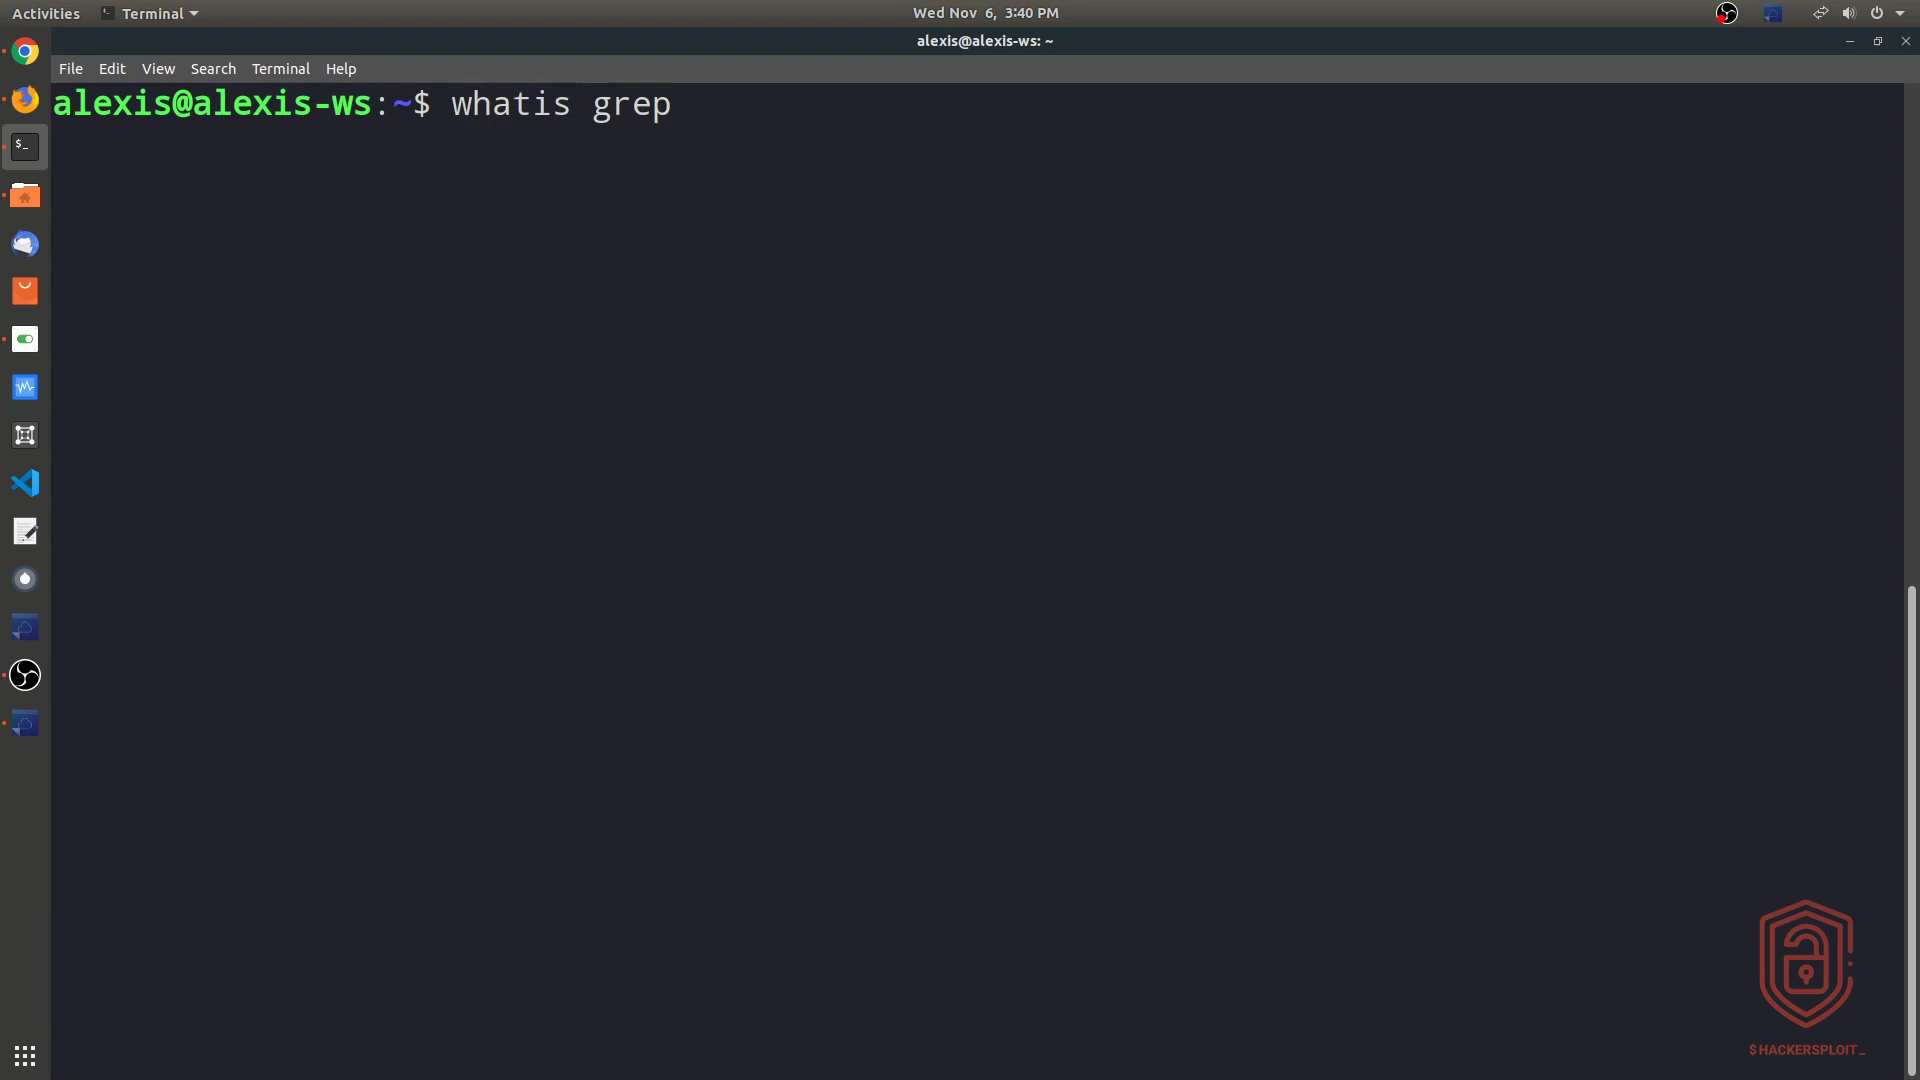 Activities Terminal Wed Nov 6, 3:40 PM
alexis@alexis-ws: ~
File Edit View Search Terminal Help
alexis@alexis-ws:~$ whatis grep
$_
$HACKERSPLOIT_